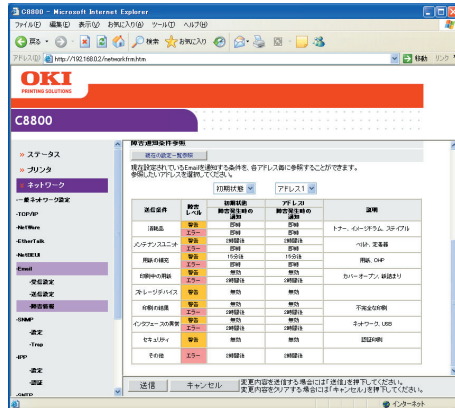 C8800 - Microsoft Internet Explorer
ファイル(F) 編集(E) 表示(V) お気に入り(A) ツール(T) ヘルプ(H)
戻る 検索 お気に入り
アドレス(D) http://192.168.0.2/networkfrm.htm 移動 リンク
OKI
PRINTING SOLUTIONS
C8800
» ステータス
» プリンタ
» ネットワーク
-一般ネットワーク設定
-TCP/IP
-NetWare
-EtherTalk
-NetBEUI
-Email
-受信設定
-送信設定
-障害情報
-SNMP
-設定
-Trap
-IPP
-設定
-認証
-SNTP
障害通知条件参照
現在の設定一覧参照
現在設定されているEmailを通知する条件を、各アドレス毎に参照することができます。
参照したいアドレスを選択してください。
初期状態 アドレス1
送信条件 障害レベル 初期状態 障害発生時の通知 アドレス1 障害発生時の通知 説明
消耗品 警告 即時 即時 トナー、イメージドラム、ステイプル
エラー 即時 即時
メンテナンスユニット 警告 2時間後 2時間後 ベルト、定着器
エラー 即時 即時
用紙の補充 警告 15分後 15分後 用紙、OHP
エラー 即時 即時
印刷中の用紙 警告 無効 無効 カバーオープン、紙詰まり
エラー 2時間後 2時間後
ストレージデバイス 警告 無効 無効
印刷の結果 警告 無効 無効 不完全な印刷
エラー 2時間後 2時間後
インタフェースの異常 警告 無効 無効 ネットワーク、USB
エラー 2時間後 2時間後
セキュリティ 警告 無効 無効 認証印刷
その他 エラー 2時間後 2時間後
送信 キャンセル 変更内容を送信する場合には「送信」を押下してください。
変更内容をクリアする場合には「キャンセル」を押下してください。
インターネット